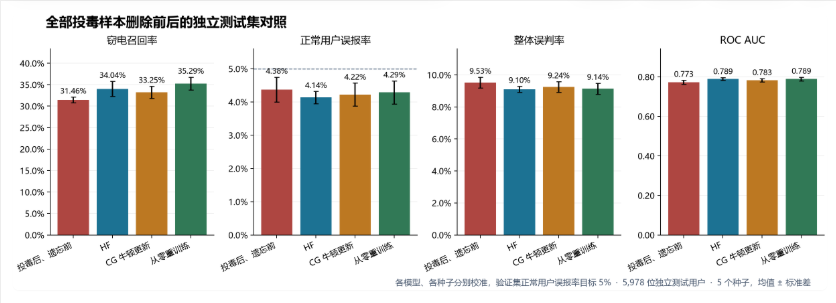 全部投毒样本删除前后的独立测试集对照
窃电召回率
40.0%
35.0%
30.0%
25.0%
20.0%
15.0%
10.0%
5.0%
0.0%
31.46%
34.04%
33.25%
35.29%
投毒后、遗忘前
HF
CG 牛顿更新
从零重训练
正常用户误报率
5.0%
4.0%
3.0%
2.0%
1.0%
0.0%
4.38%
4.14%
4.22%
4.29%
投毒后、遗忘前
HF
CG 牛顿更新
从零重训练
整体误判率
10.0%
8.0%
6.0%
4.0%
2.0%
0.0%
9.53%
9.10%
9.24%
9.14%
投毒后、遗忘前
HF
CG 牛顿更新
从零重训练
ROC AUC
0.80
0.60
0.40
0.20
0.00
0.773
0.789
0.783
0.789
投毒后、遗忘前
HF
CG 牛顿更新
从零重训练
各模型、各种子分别校准，验证集正常用户误报率目标 5% · 5,978 位独立测试用户 · 5 个种子，均值 ± 标准差